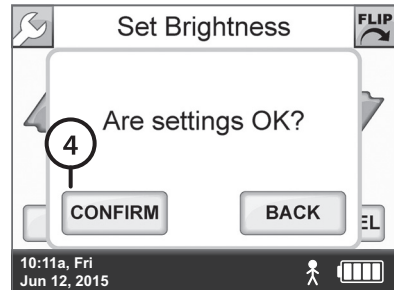 Set Brightness
FLIP
Are settings OK?
4
CONFIRM
BACK
EL
10:11a, Fri
Jun 12, 2015